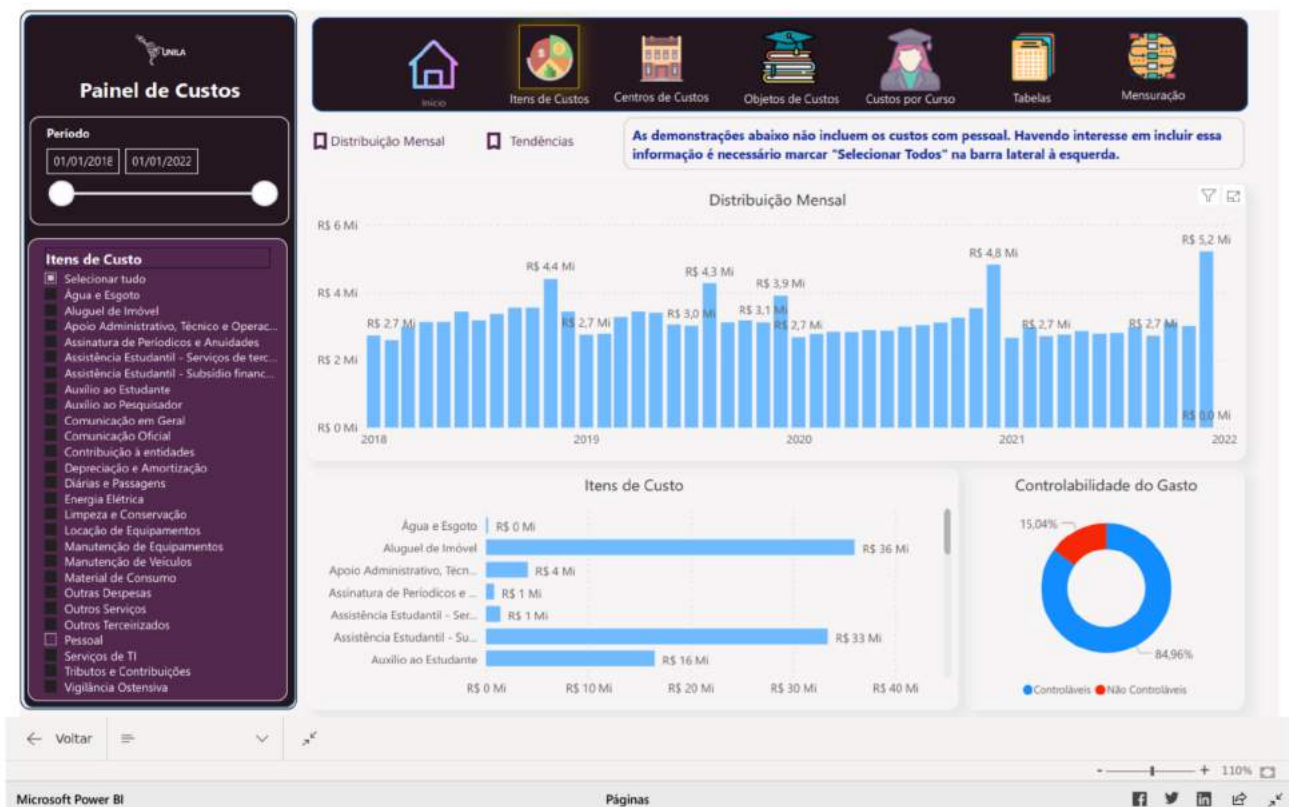 UNILA
Painel de Custos
Período
01/01/2018 01/01/2022
Itens de Custo
Selecionar tudo
Água e Esgoto
Aluguel de Imóvel
Apoio Administrativo, Técnico e Operac...
Assinatura de Períodicos e Anuidades
Assistência Estudantil - Serviços de terc...
Assistência Estudantil - Subsídio financ...
Auxílio ao Estudante
Auxílio ao Pesquisador
Comunicação em Geral
Comunicação Oficial
Contribuição à entidades
Depreciação e Amortização
Diárias e Passagens
Energia Elétrica
Limpeza e Conservação
Locação de Equipamentos
Manutenção de Equipamentos
Manutenção de Veículos
Material de Consumo
Outras Despesas
Outros Serviços
Outros Terceirizados
Pessoal
Serviços de TI
Tributos e Contribuições
Vigilância Ostensiva
Início
Itens de Custos
Centros de Custos
Objetos de Custos
Custos por Curso
Tabelas
Mensuração
Distribuição Mensal
Tendências
As demonstrações abaixo não incluem os custos com pessoal. Havendo interesse em incluir essa
informação é necessário marcar "Selecionar Todos" na barra lateral à esquerda.
Distribuição Mensal
R$ 6 Mi
R$ 4 Mi
R$ 2 Mi
R$ 0 Mi
R$ 2,7 Mi
R$ 4,4 Mi
R$ 2,7 Mi
R$ 3,0 Mi
R$ 4,3 Mi
R$ 3,1 Mi
R$ 3,9 Mi
R$ 2,7 Mi
R$ 4,8 Mi
R$ 2,7 Mi
R$ 2,7 Mi
R$ 5,2 Mi
R$ 0,0 Mi
2018 2019 2020 2021 2022
Itens de Custo
Água e Esgoto R$ 0 Mi
Aluguel de Imóvel R$ 36 Mi
Apoio Administrativo, Técn... R$ 4 Mi
Assinatura de Períodicos e ... R$ 1 Mi
Assistência Estudantil - Ser... R$ 1 Mi
Assistência Estudantil - Su... R$ 33 Mi
Auxílio ao Estudante R$ 16 Mi
R$ 0 Mi R$ 10 Mi R$ 20 Mi R$ 30 Mi R$ 40 Mi
Controlabilidade do Gasto
15,04%
84,96%
Controláveis Não Controláveis
Voltar
110%
Microsoft Power BI
Páginas